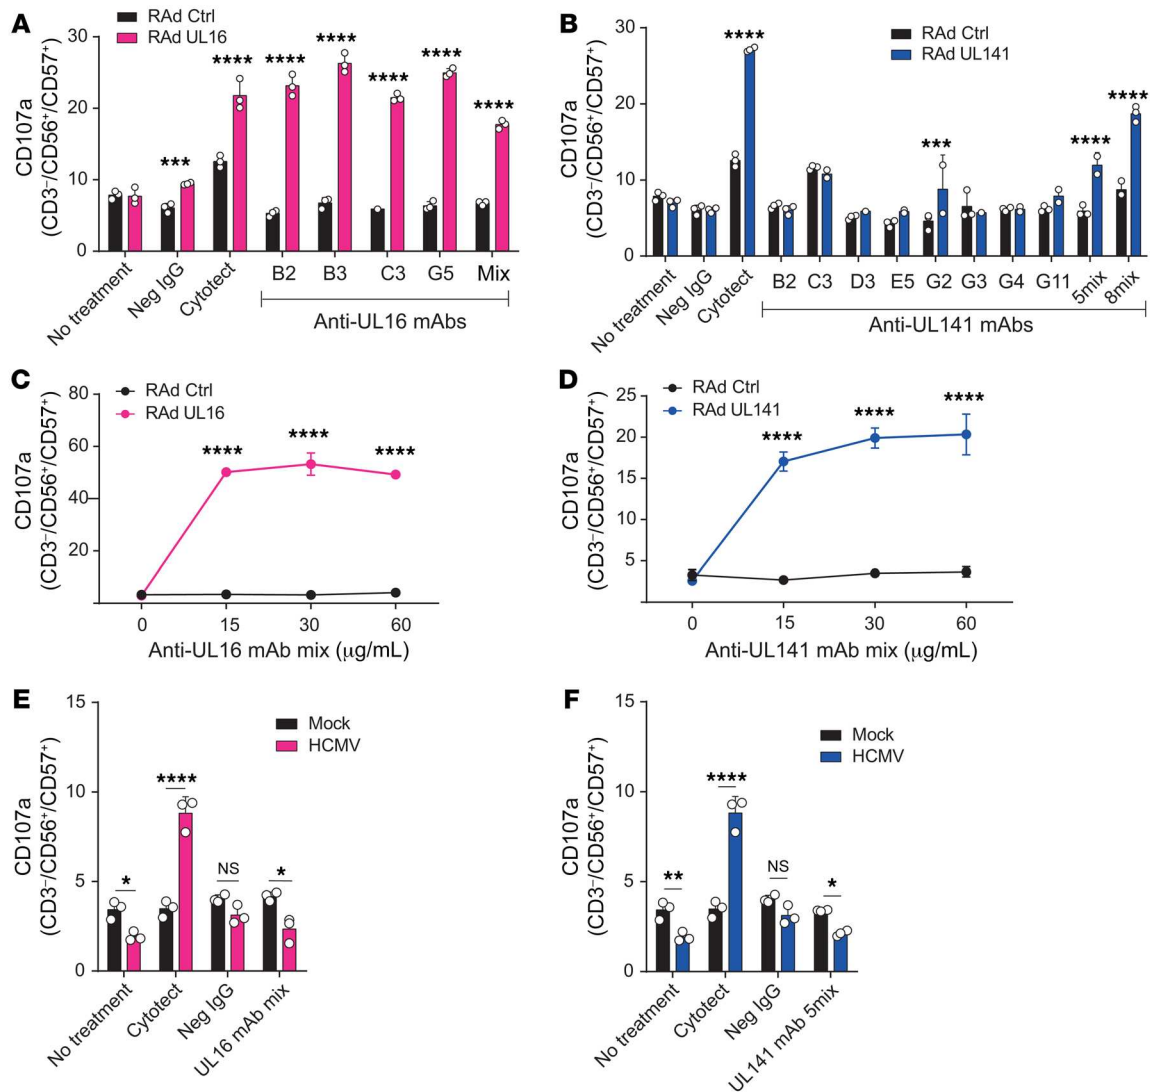 A
CD107a
(CD3⁻/CD56⁺/CD57⁺)
RAd Ctrl
RAd UL16
30
20
10
0
***
****
****
****
****
****
****
No treatment
Neg IgG
Cytotect
B2
B3
C3
G5
Mix
Anti-UL16 mAbs
B
CD107a
(CD3⁻/CD56⁺/CD57⁺)
RAd Ctrl
RAd UL141
30
20
10
0
****
***
****
****
No treatment
Neg IgG
Cytotect
B2
C3
D3
E5
G2
G3
G4
G11
5mix
8mix
Anti-UL141 mAbs
C
CD107a
(CD3⁻/CD56⁺/CD57⁺)
RAd Ctrl
RAd UL16
80
60
40
20
****
****
****
0
15
30
60
Anti-UL16 mAb mix (μg/mL)
D
CD107a
(CD3⁻/CD56⁺/CD57⁺)
RAd Ctrl
RAd UL141
25
20
15
10
5
****
****
****
0
15
30
60
Anti-UL141 mAb mix (μg/mL)
E
CD107a
(CD3⁻/CD56⁺/CD57⁺)
Mock
HCMV
15
10
5
0
*
****
NS
*
No treatment
Cytotect
Neg IgG
UL16 mAb mix
F
CD107a
(CD3⁻/CD56⁺/CD57⁺)
Mock
HCMV
15
10
5
0
**
****
NS
*
No treatment
Cytotect
Neg IgG
UL141 mAb 5mix